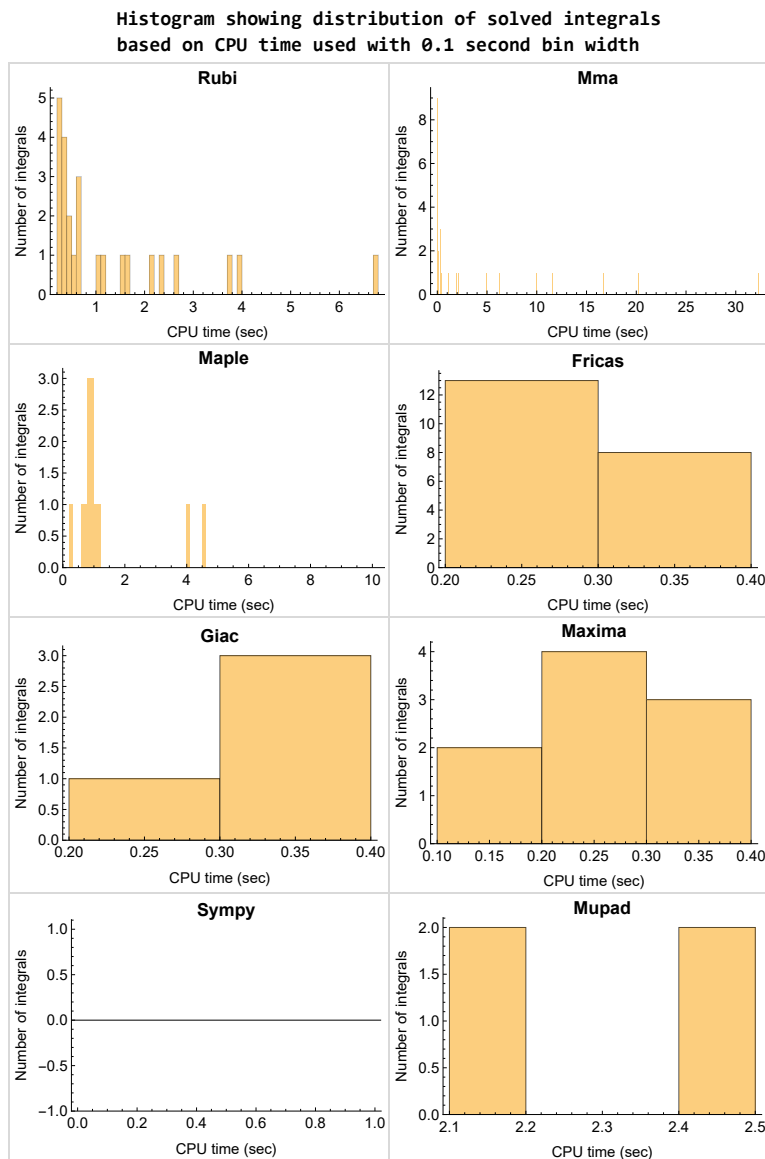 Histogram showing distribution of solved integrals
based on CPU time used with 0.1 second bin width
Rubi
Number of integrals
5
4
3
2
1
0
1 2 3 4 5 6
CPU time (sec)
Mma
Number of integrals
8
6
4
2
0
0 5 10 15 20 25 30
CPU time (sec)
Maple
Number of integrals
3.0
2.5
2.0
1.5
1.0
0.5
0.0
0 2 4 6 8 10
CPU time (sec)
Fricas
Number of integrals
12
10
8
6
4
2
0
0.20 0.25 0.30 0.35 0.40
CPU time (sec)
Giac
Number of integrals
3.0
2.5
2.0
1.5
1.0
0.5
0.0
0.20 0.25 0.30 0.35 0.40
CPU time (sec)
Maxima
Number of integrals
4
3
2
1
0
0.10 0.15 0.20 0.25 0.30 0.35 0.40
CPU time (sec)
Sympy
Number of integrals
1.0
0.5
0.0
−0.5
−1.0
0.0 0.2 0.4 0.6 0.8 1.0
CPU time (sec)
Mupad
Number of integrals
2.0
1.5
1.0
0.5
0.0
2.1 2.2 2.3 2.4 2.5
CPU time (sec)